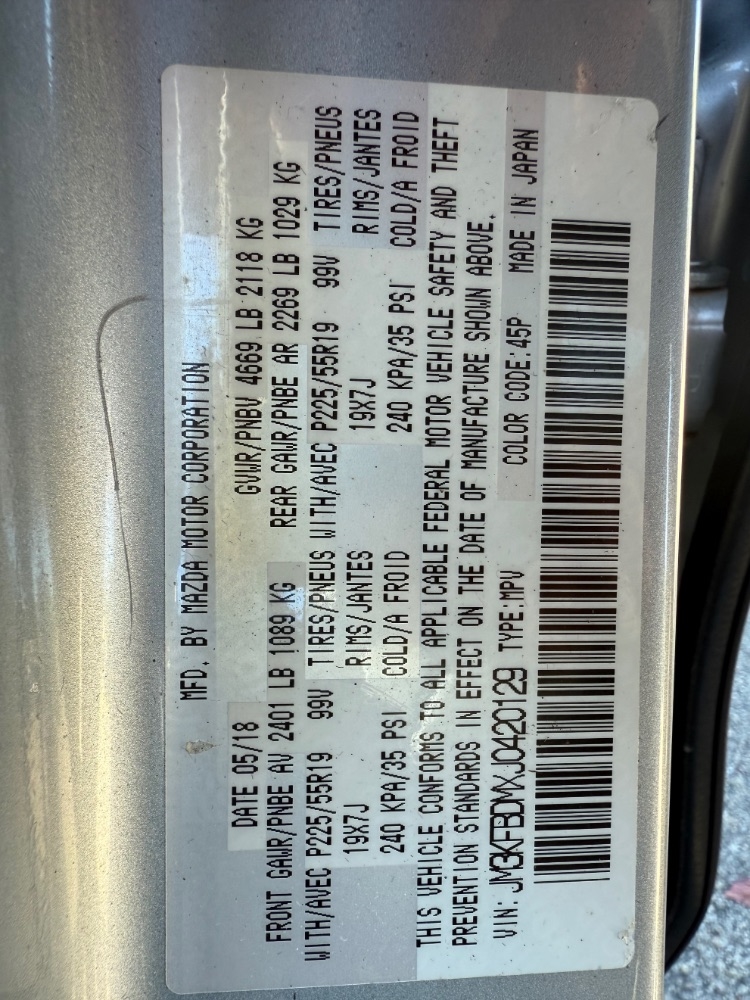 MFD. BY MAZDA MOTOR CORPORATION
DATE 05/18 GVWR/PNBV 4669 LB 2118 KG
FRONT GAWR/PNBE AV 2401 LB 1089 KG REAR GAWR/PNBE AR 2269 LB 1029 KG
WITH/AVEC P225/55R19 99V TIRES/PNEUS WITH/AVEC P225/55R19 99V TIRES/PNEUS
19X7J RIMS/JANTES 19X7J RIMS/JANTES
240 KPA/35 PSI COLD/A FROID 240 KPA/35 PSI COLD/A FROID
THIS VEHICLE CONFORMS TO ALL APPLICABLE FEDERAL MOTOR VEHICLE SAFETY AND THEFT
PREVENTION STANDARDS IN EFFECT ON THE DATE OF MANUFACTURE SHOWN ABOVE.
VIN: JM3KFBDMXJ0420129 TYPE:MPV COLOR CODE:45P MADE IN JAPAN